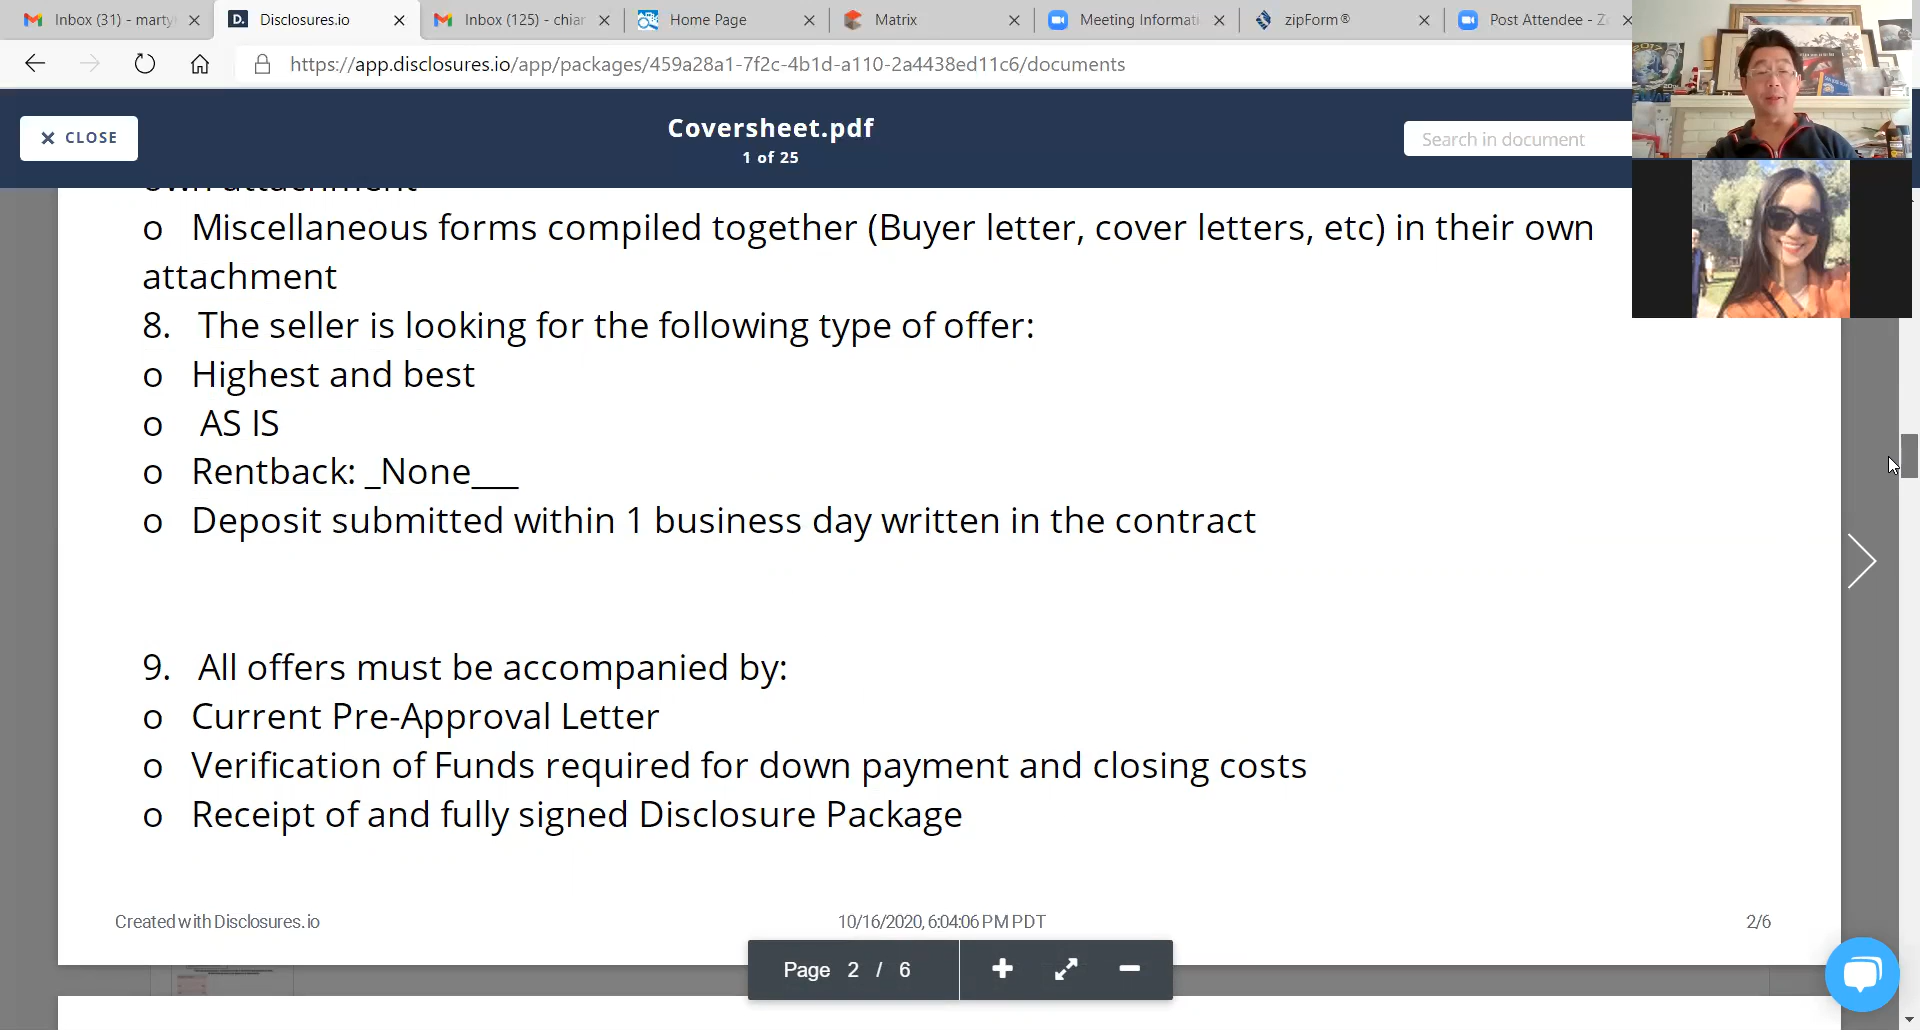 Inbox (31) - marty
Disclosures.io
Inbox (125) - chiar
Home Page
Matrix
Meeting Informati
zipForm®
Post Attendee - Zo
https://app.disclosures.io/app/packages/459a28a1-7f2c-4b1d-a110-2a4438ed11c6/documents
2017
CLOSE
Coversheet.pdf
1 of 25
Search in document
own attachment
o Miscellaneous forms compiled together (Buyer letter, cover letters, etc) in their own
attachment
8. The seller is looking for the following type of offer:
o Highest and best
o AS IS
o Rentback: _None___
o Deposit submitted within 1 business day written in the contract
9. All offers must be accompanied by:
o Current Pre-Approval Letter
o Verification of Funds required for down payment and closing costs
o Receipt of and fully signed Disclosure Package
Created with Disclosures.io
10/16/2020, 6:04:06 PM PDT
2/6
Page 2 / 6